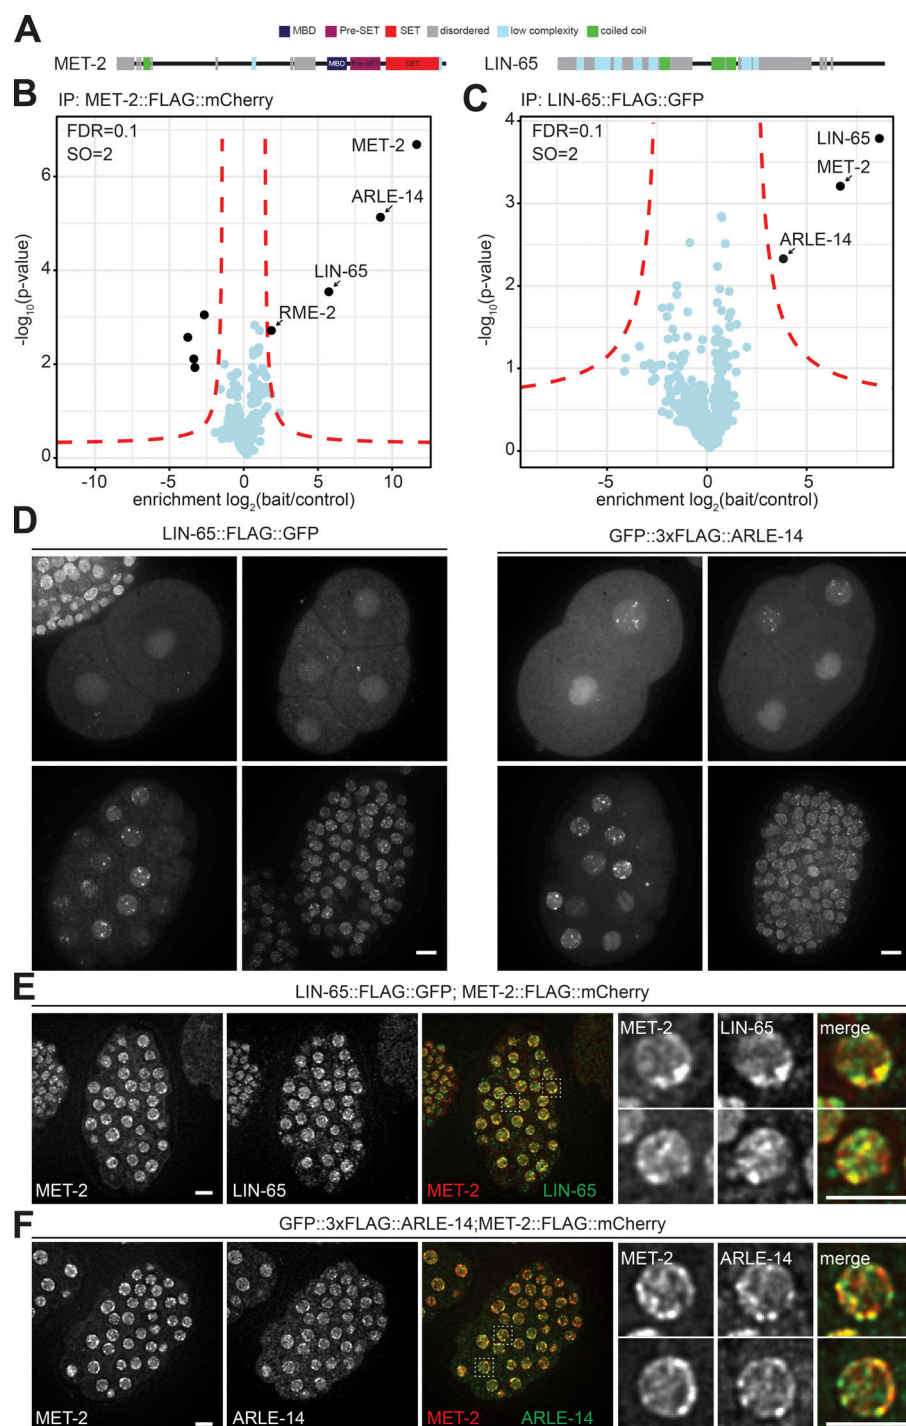 A
MBD Pre-SET SET disordered low complexity coiled coil
MET-2 MBD Pre-SET SET LIN-65
B
IP: MET-2::FLAG::mCherry
FDR=0.1
SO=2
MET-2
ARLE-14
LIN-65
RME-2
6
4
2
0
-log10(p-value)
-10 -5 0 5 10
enrichment log2(bait/control)
C
IP: LIN-65::FLAG::GFP
FDR=0.1
SO=2
LIN-65
MET-2
ARLE-14
4
3
2
1
0
-log10(p-value)
-5 0 5
enrichment log2(bait/control)
D
LIN-65::FLAG::GFP GFP::3xFLAG::ARLE-14
E
LIN-65::FLAG::GFP; MET-2::FLAG::mCherry
MET-2 LIN-65 merge
MET-2 LIN-65 MET-2 LIN-65
F
GFP::3xFLAG::ARLE-14;MET-2::FLAG::mCherry
MET-2 ARLE-14 merge
MET-2 ARLE-14 MET-2 ARLE-14